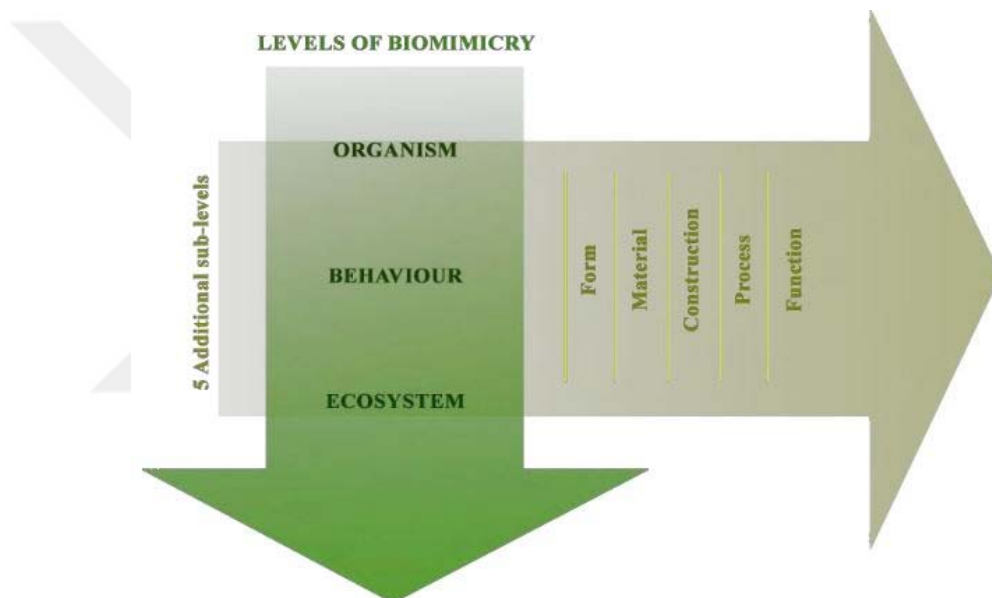 LEVELS OF BIOMIMICRY
5 Additional sub-levels
ORGANISM
BEHAVIOUR
ECOSYSTEM
Form
Material
Construction
Process
Function